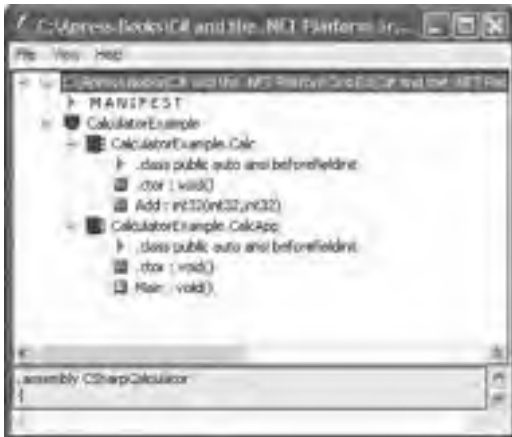 C:\Apress Books\C# and the .NET Platform
File View Help
MANIFEST
CalculatorExample
CalculatorExample.Calc
.class public auto ansi beforefieldinit
.ctor : void()
Add : int32(int32,int32)
CalculatorExample.CalcApp
.class public auto ansi beforefieldinit
.ctor : void()
Main : void()
.assembly CSharpCalculator
{